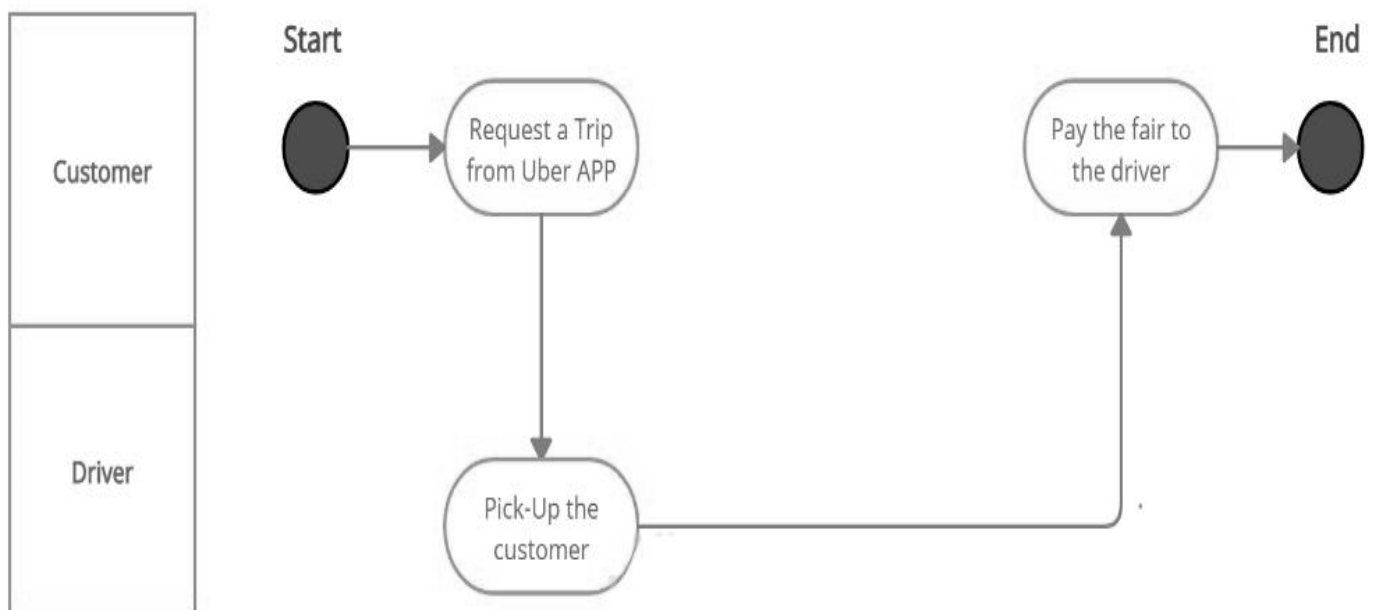 Start
End
Customer
Request a Trip
from Uber APP
Pay the fair to
the driver
Driver
Pick-Up the
customer